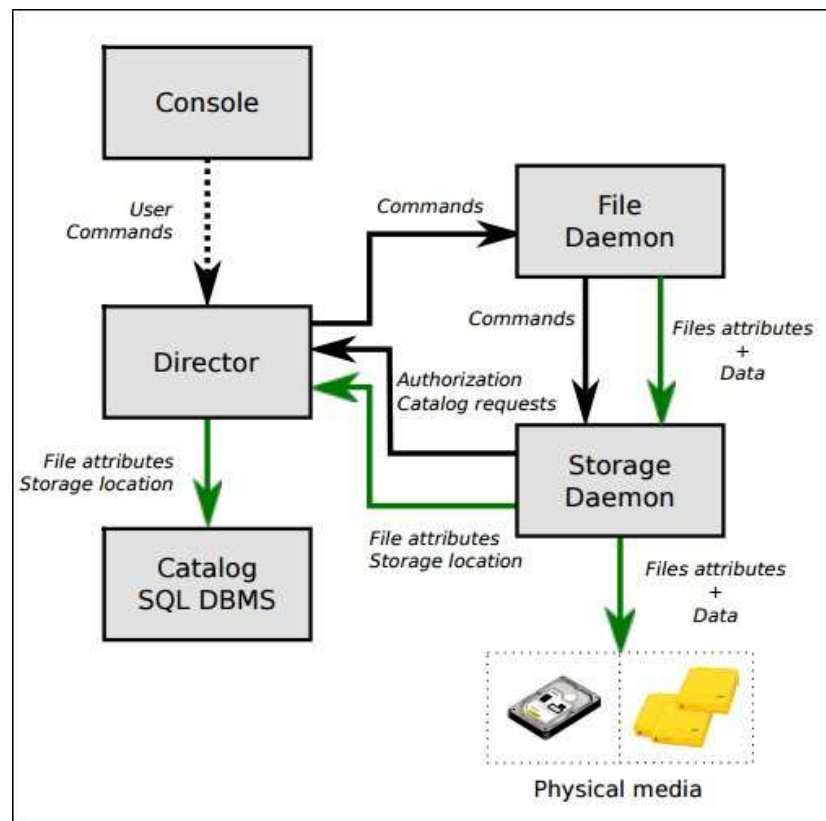 Console
User
Commands
Commands
File
Daemon
Director
Commands
Files attributes
+
Data
Authorization
Catalog requests
File attributes
Storage location
Storage
Daemon
File attributes
Storage location
Catalog
SQL DBMS
Files attributes
+
Data
Physical media